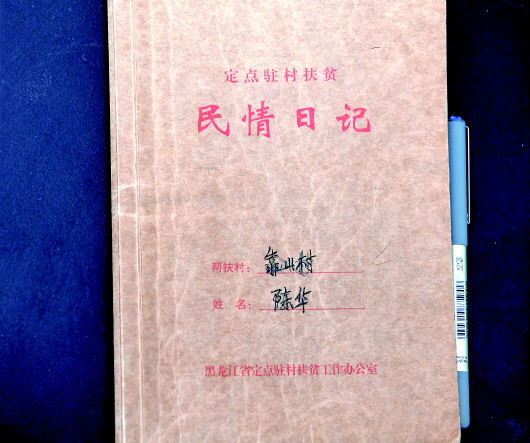 定点驻村扶贫
民情日记
帮扶村：靠山村
姓 名：陈华
黑龙江省定点驻村扶贫工作办公室